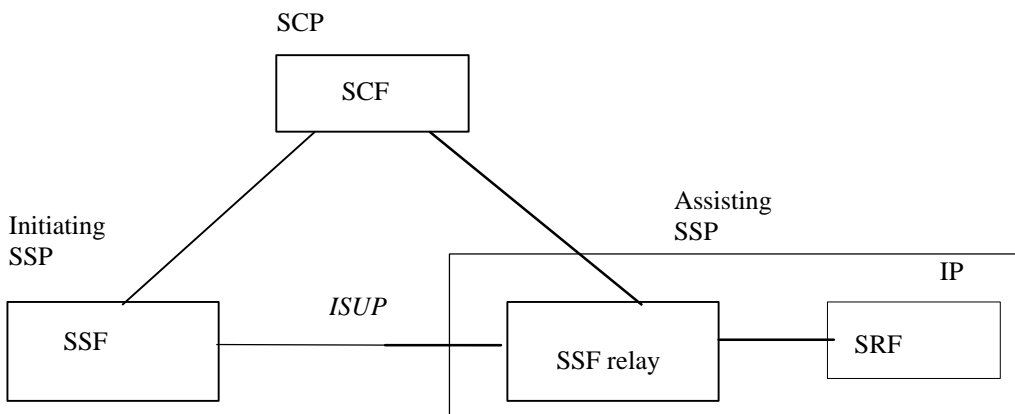 SCP
SCF
Assisting
SSP
Initiating
SSP
IP
ISUP
SSF
SSF relay
SRF